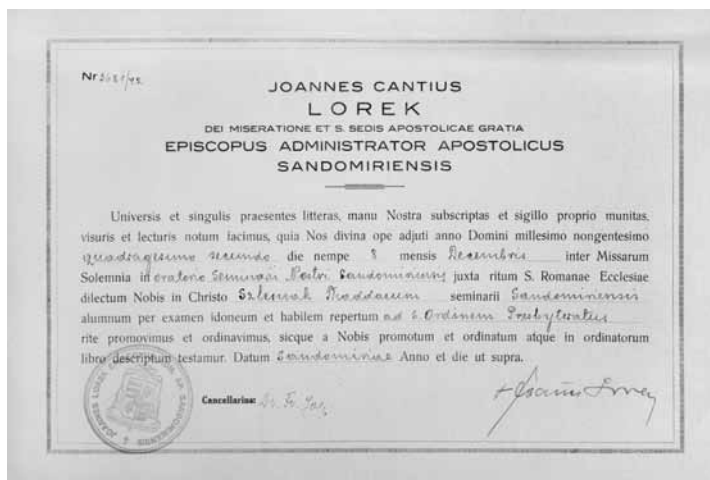 Nr
JOANNES CANTIUS
LOREK
DEI MISERATIONE ET S. SEDIS APOSTOLICAE GRATIA
EPISCOPUS ADMINISTRATOR APOSTOLICUS
SANDOMIRIENSIS
Universis et singulis praesentes litteras, manu Nostra subscriptas et sigillo proprio munitas,
visuris et lecturis notum facimus, quia Nos divina ope adjuti anno Domini millesimo nongentesimo
quadragesimo secundo die nempe 8 mensis Decembris inter Missarum
Solemnia in oratorio Seminarii Nostri Sandomiriensis juxta ritum S. Romanae Ecclesiae
dilectum Nobis in Christo Thaddaeum seminarii Sandomiriensis
alumnum per examen idoneum et habilem repertum ad S. Ordinem Presbyteratus
rite promovimus et ordinavimus, sicque a Nobis promotum et ordinatum atque in ordinatorum
libro descriptum testamur. Datum Sandomiriae Anno et die ut supra.
Cancellarius: